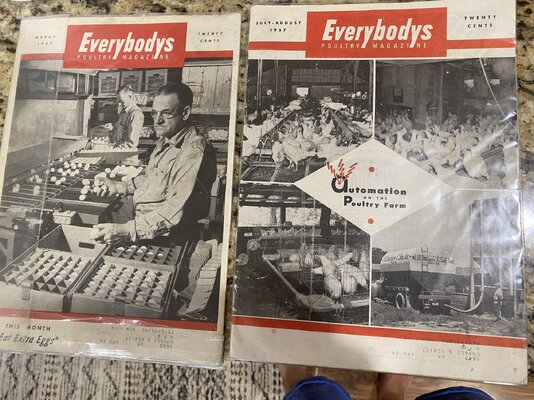 MARCH
1957
Everybodys
POULTRY MAGAZINE
TWENTY
CENTS
THIS MONTH
"Eat Extra Eggs"
JULY-AUGUST
1957
Everybodys
POULTRY MAGAZINE
TWENTY
CENTS
automation
ON THE
Poultry Farm